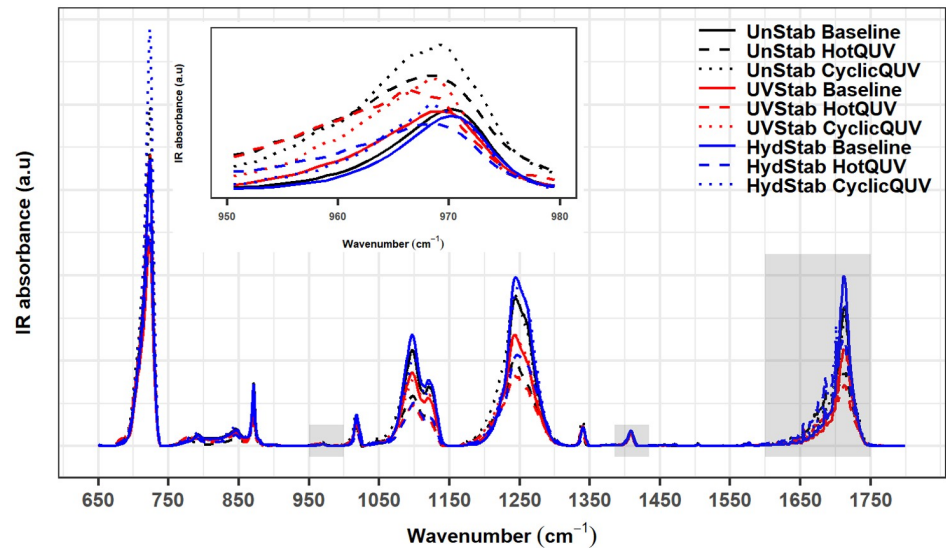 IR absorbance (a.u)
IR absorbance (a.u)
950
960
970
980
Wavenumber (cm⁻¹)
UnStab Baseline
UnStab HotQUV
UnStab CyclicQUV
UVStab Baseline
UVStab HotQUV
UVStab CyclicQUV
HydStab Baseline
HydStab HotQUV
HydStab CyclicQUV
650
750
850
950
1050
1150
1250
1350
1450
1550
1650
1750
Wavenumber (cm⁻¹)